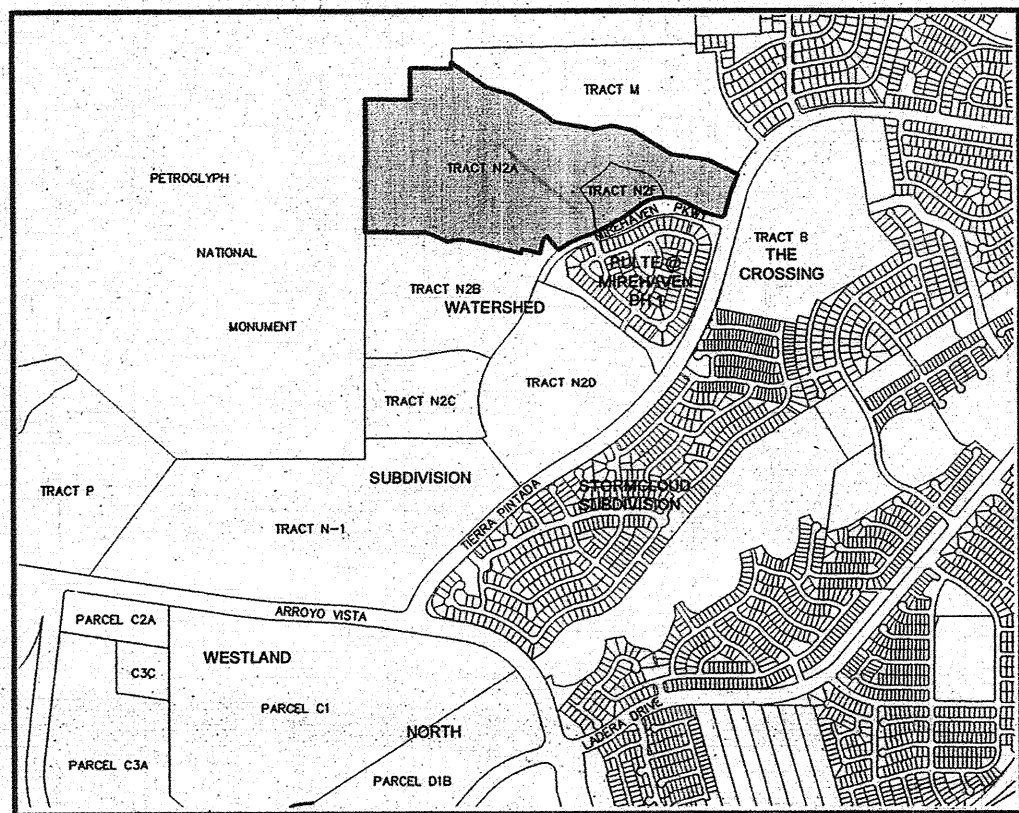 TRACT M
TRACT N2A
PETROGLYPH
TRACT N2F
MIREHAVEN PKWY
NATIONAL
TRACT B
THE
CROSSING
PULTE @
MIREHAVEN
PH 1
TRACT N2B
WATERSHED
MONUMENT
TRACT N2D
TRACT N2C
SUBDIVISION
TRACT P
STORMCLOUD
SUBDIVISION
TIERRA PINTADA
TRACT N-1
ARROYO VISTA
PARCEL C2A
WESTLAND
C3C
PARCEL C1
NORTH
LADERA DRIVE
PARCEL C3A
PARCEL D1B